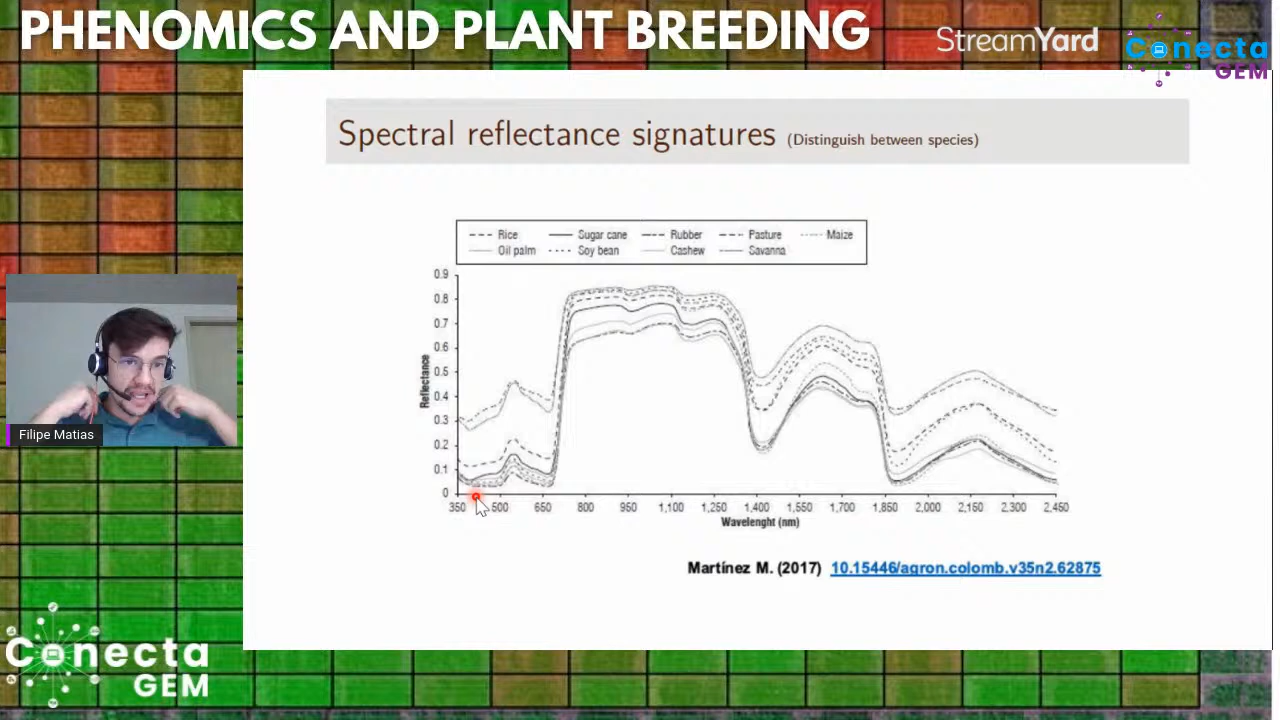 PHENOMICS AND PLANT BREEDING
StreamYard
Conecta
GEM
Spectral reflectance signatures (Distinguish between species)
Rice Sugar cane Rubber Pasture Maize
Oil palm Soy bean Cashew Savanna
0.9
0.8
0.7
0.6
0.5
0.4
0.3
0.2
0.1
0
Reflectance
350 500 650 800 950 1,100 1,250 1,400 1,550 1,700 1,850 2,000 2,150 2,300 2,450
Wavelenght (nm)
Martínez M. (2017) 10.15446/agron.colomb.v35n2.62875
Filipe Matias
Conecta
GEM